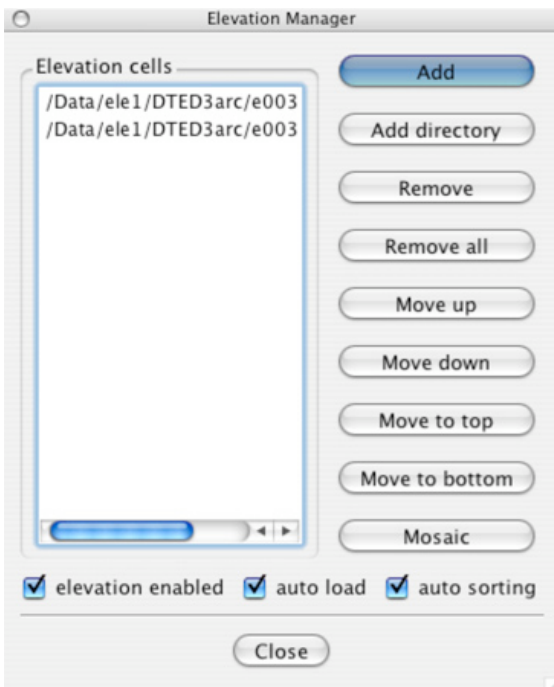 Elevation Manager
Elevation cells
/Data/ele1/DTED3arc/e003
/Data/ele1/DTED3arc/e003
Add
Add directory
Remove
Remove all
Move up
Move down
Move to top
Move to bottom
Mosaic
elevation enabled auto load auto sorting
Close